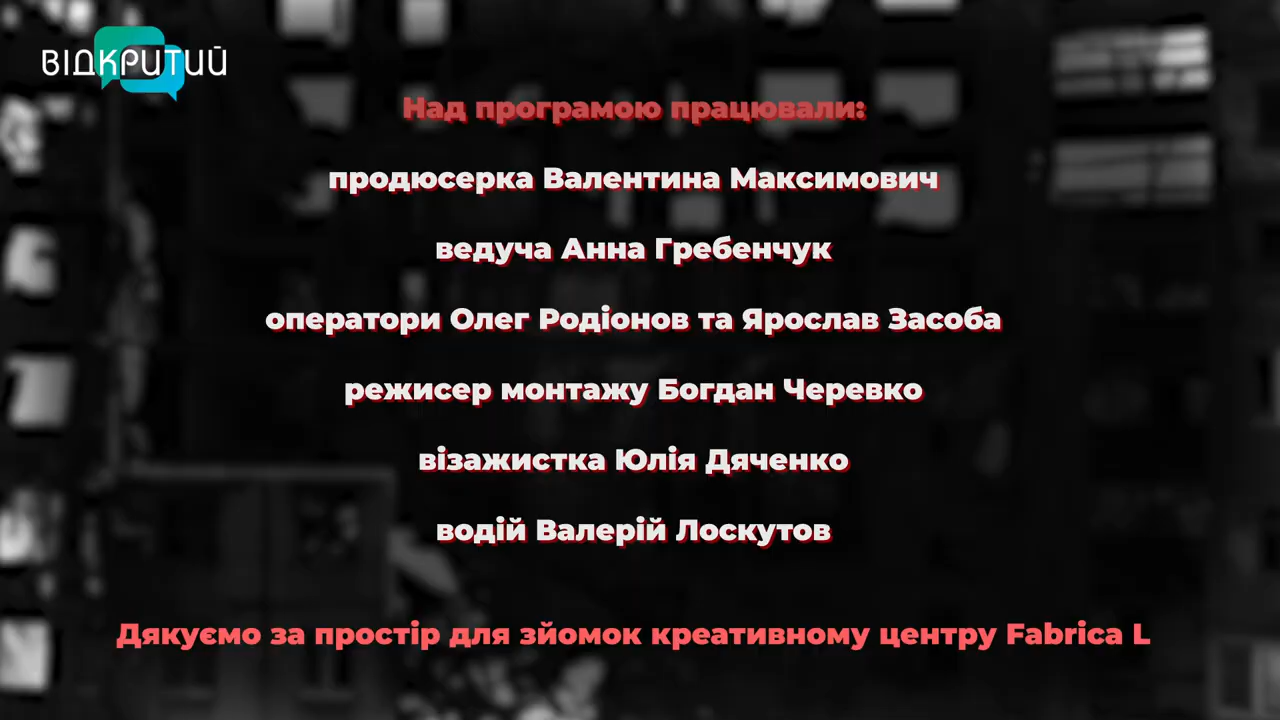 ВІДКРИТИЙ
Над програмою працювали:
продюсерка Валентина Максимович
ведуча Анна Гребенчук
оператори Олег Родіонов та Ярослав Засоба
режисер монтажу Богдан Черевко
візажистка Юлія Дяченко
водій Валерій Лоскутов
Дякуємо за простір для зйомок креативному центру Fabrica L